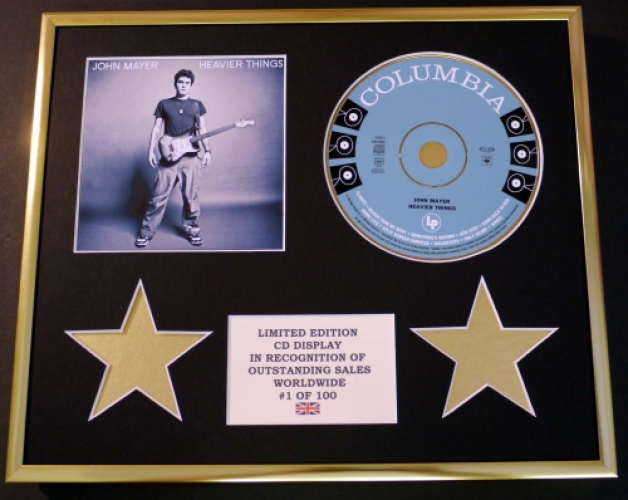 JOHN MAYER HEAVIER THINGS
COLUMBIA
JOHN MAYER
HEAVIER THINGS
LP
LIMITED EDITION
CD DISPLAY
IN RECOGNITION OF
OUTSTANDING SALES
WORLDWIDE
#1 OF 100